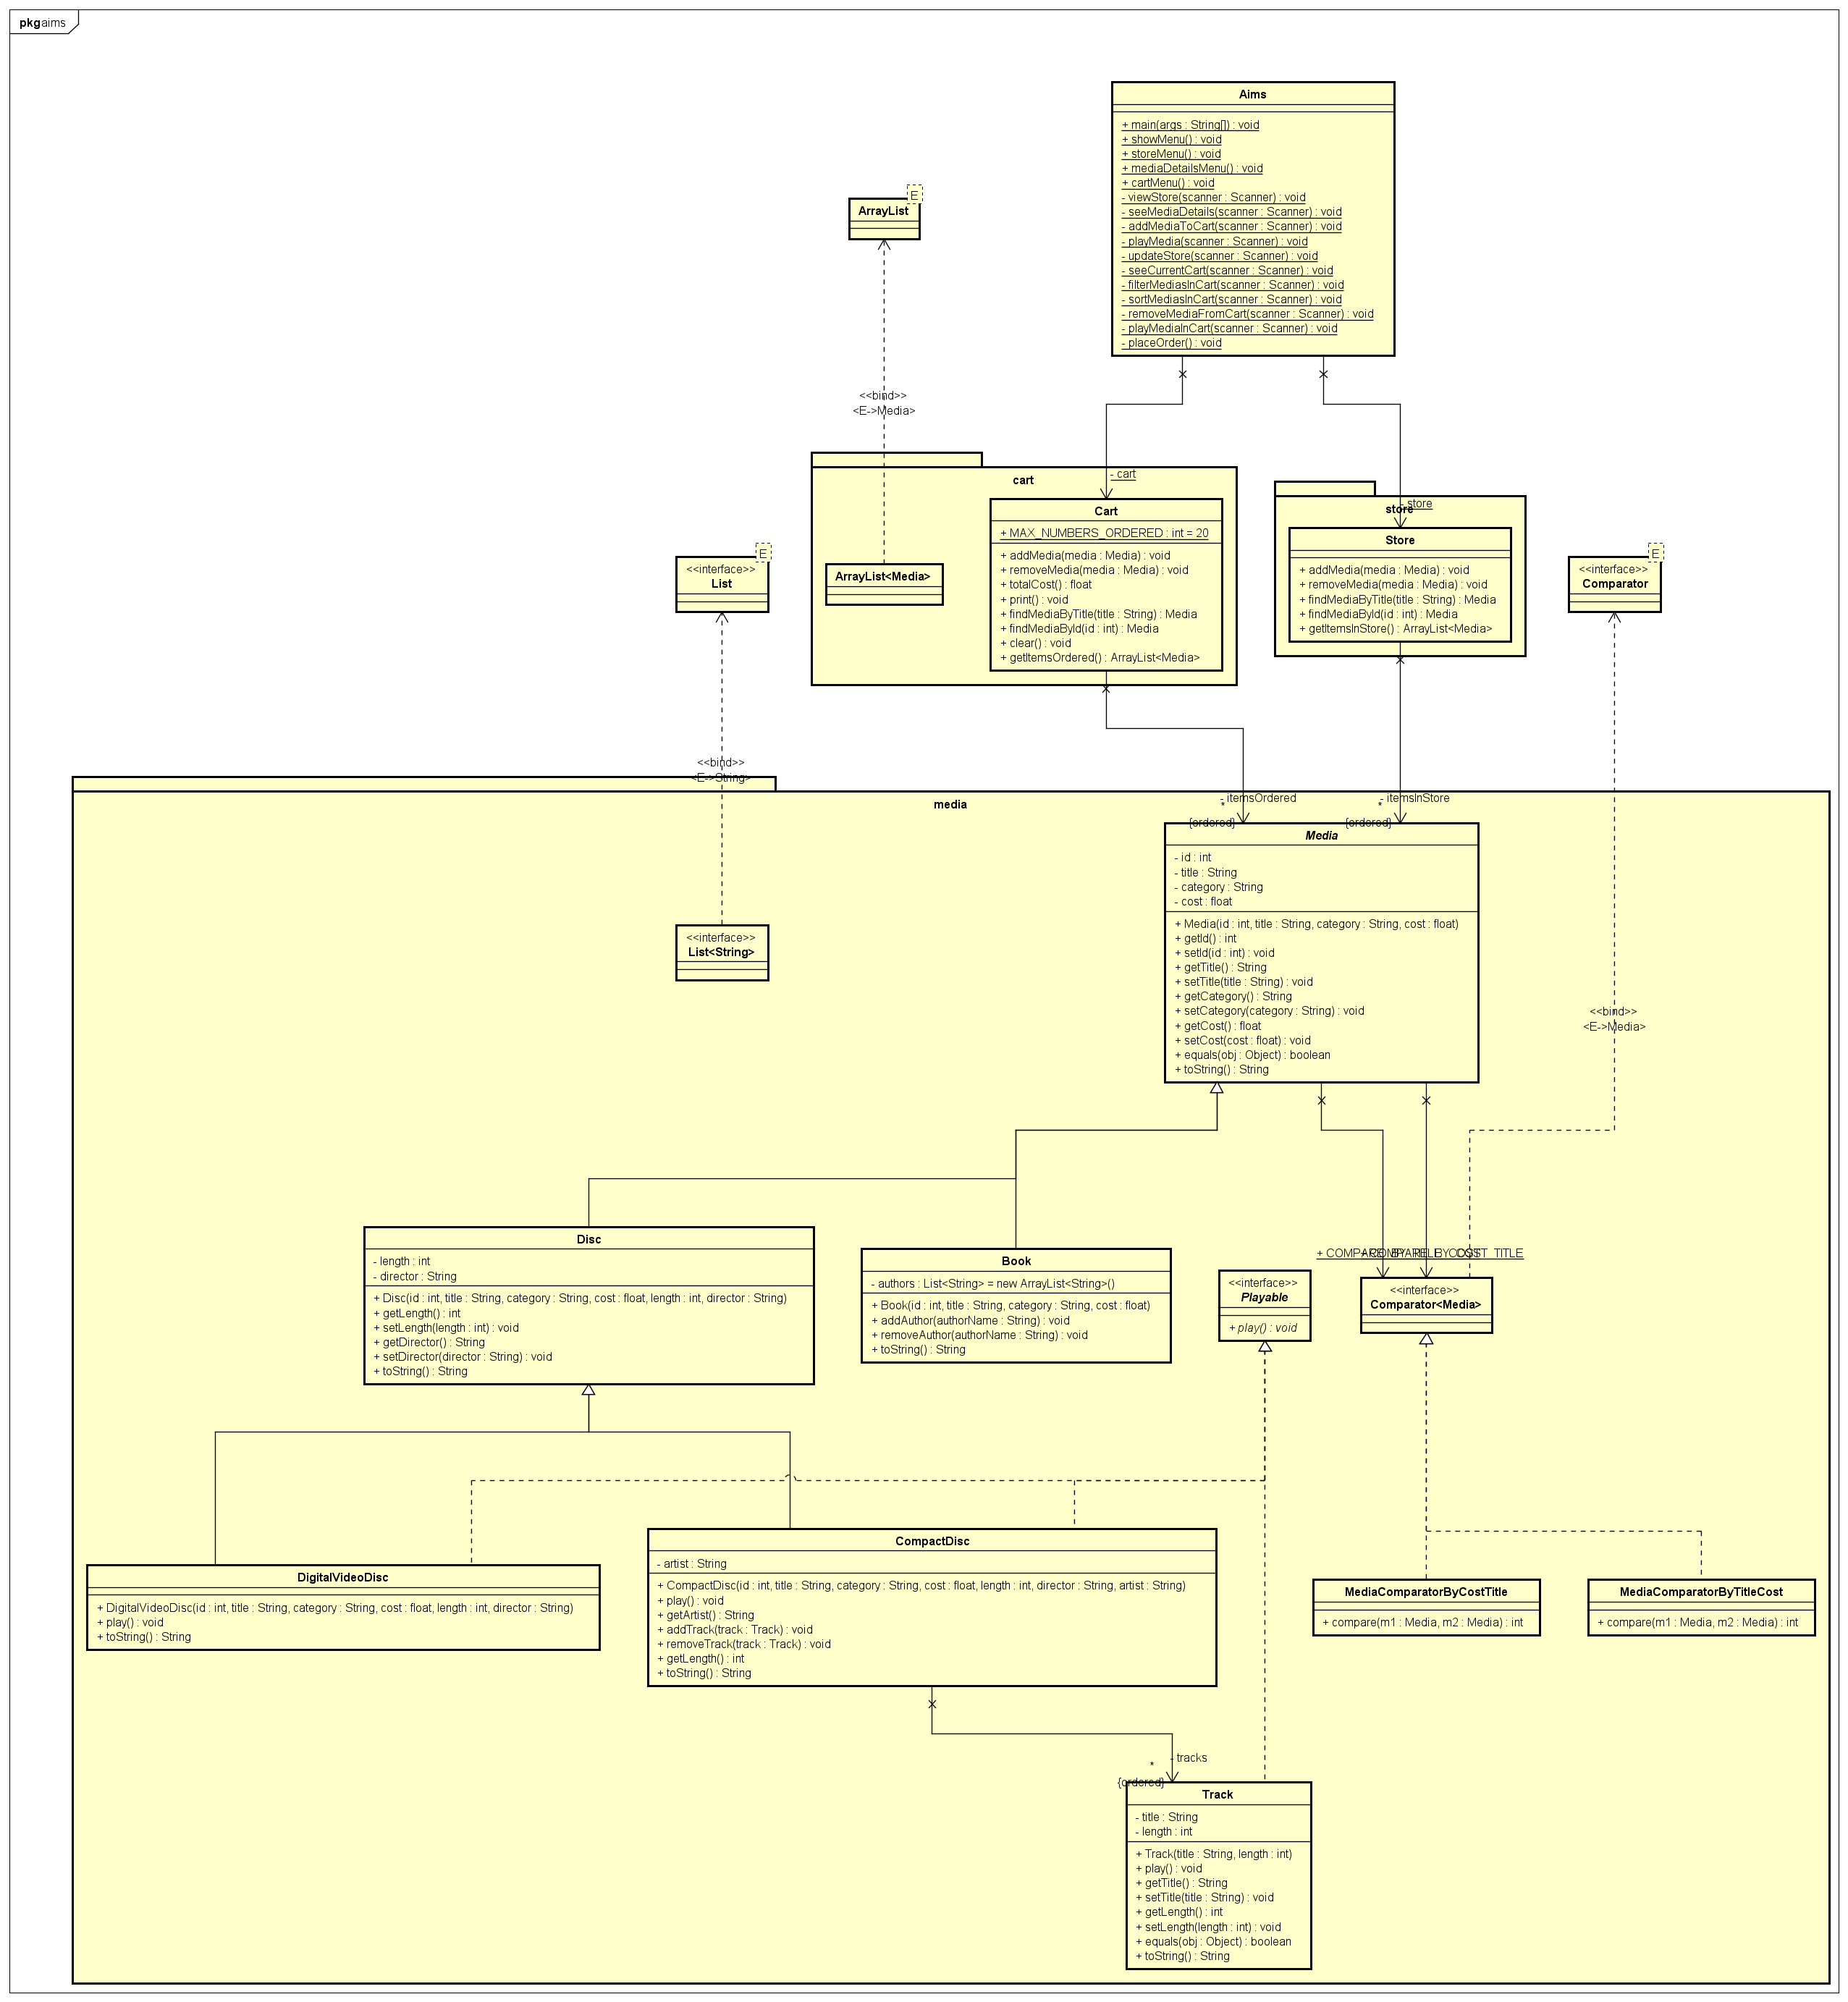 pkg aims
Aims
+ main(args : String[]) : void
+ showMenu() : void
+ storeMenu() : void
+ mediaDetailsMenu() : void
+ cartMenu() : void
- viewStore(scanner : Scanner) : void
- seeMediaDetails(scanner : Scanner) : void
- addMediaToCart(scanner : Scanner) : void
- playMedia(scanner : Scanner) : void
- updateStore(scanner : Scanner) : void
- seeCurrentCart(scanner : Scanner) : void
- filterMediasInCart(scanner : Scanner) : void
- sortMediasInCart(scanner : Scanner) : void
- removeMediaFromCart(scanner : Scanner) : void
- playMediaInCart(scanner : Scanner) : void
- placeOrder() : void
E
ArrayList
<<bind>>
<E->Media>
cart
- cart
Cart
+ MAX_NUMBERS_ORDERED : int = 20
+ addMedia(media : Media) : void
+ removeMedia(media : Media) : void
+ totalCost() : float
+ print() : void
+ findMediaByTitle(title : String) : Media
+ findMediaById(id : int) : Media
+ clear() : void
+ getItemsOrdered() : ArrayList<Media>
ArrayList<Media>
store
- store
Store
+ addMedia(media : Media) : void
+ removeMedia(media : Media) : void
+ findMediaByTitle(title : String) : Media
+ findMediaById(id : int) : Media
+ getItemsInStore() : ArrayList<Media>
E
<<interface>>
List
E
<<interface>>
Comparator
<<bind>>
<E->String>
media
- itemsOrdered
*
{ordered}
- itemsInStore
*
{ordered}
Media
- id : int
- title : String
- category : String
- cost : float
+ Media(id : int, title : String, category : String, cost : float)
+ getId() : int
+ setId(id : int) : void
+ getTitle() : String
+ setTitle(title : String) : void
+ getCategory() : String
+ setCategory(category : String) : void
+ getCost() : float
+ setCost(cost : float) : void
+ equals(obj : Object) : boolean
+ toString() : String
<<interface>>
List<String>
<<bind>>
<E->Media>
Disc
- length : int
- director : String
+ Disc(id : int, title : String, category : String, cost : float, length : int, director : String)
+ getLength() : int
+ setLength(length : int) : void
+ getDirector() : String
+ setDirector(director : String) : void
+ toString() : String
Book
- authors : List<String> = new ArrayList<String>()
+ Book(id : int, title : String, category : String, cost : float)
+ addAuthor(authorName : String) : void
+ removeAuthor(authorName : String) : void
+ toString() : String
<<interface>>
Playable
+ play() : void
<<interface>>
Comparator<Media>
DigitalVideoDisc
+ DigitalVideoDisc(id : int, title : String, category : String, cost : float, length : int, director : String)
+ play() : void
+ toString() : String
CompactDisc
- artist : String
+ CompactDisc(id : int, title : String, category : String, cost : float, length : int, director : String, artist : String)
+ play() : void
+ getArtist() : String
+ addTrack(track : Track) : void
+ removeTrack(track : Track) : void
+ getLength() : int
+ toString() : String
MediaComparatorByCostTitle
+ compare(m1 : Media, m2 : Media) : int
MediaComparatorByTitleCost
+ compare(m1 : Media, m2 : Media) : int
- tracks
*
{ordered}
Track
- title : String
- length : int
+ Track(title : String, length : int)
+ play() : void
+ getTitle() : String
+ setTitle(title : String) : void
+ getLength() : int
+ setLength(length : int) : void
+ equals(obj : Object) : boolean
+ toString() : String